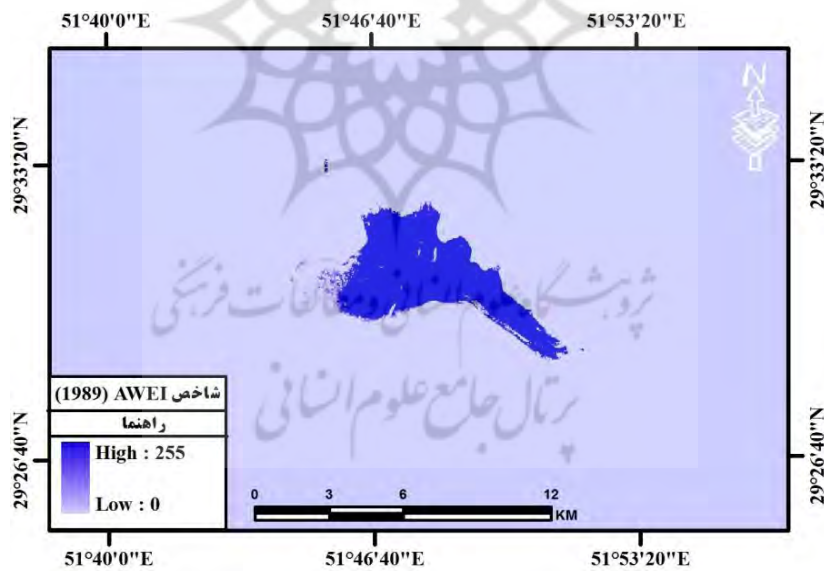 51°40'0"E 51°46'40"E 51°53'20"E
N
29°33'20"N 29°33'20"N
پژوهشگاه علوم انسانی و مطالعات فرهنگی
پرتال جامع علوم انسانی
شاخص AWEI (1989)
راهنما
High : 255
Low : 0
29°26'40"N 29°26'40"N
0 3 6 12
KM
51°40'0"E 51°46'40"E 51°53'20"E